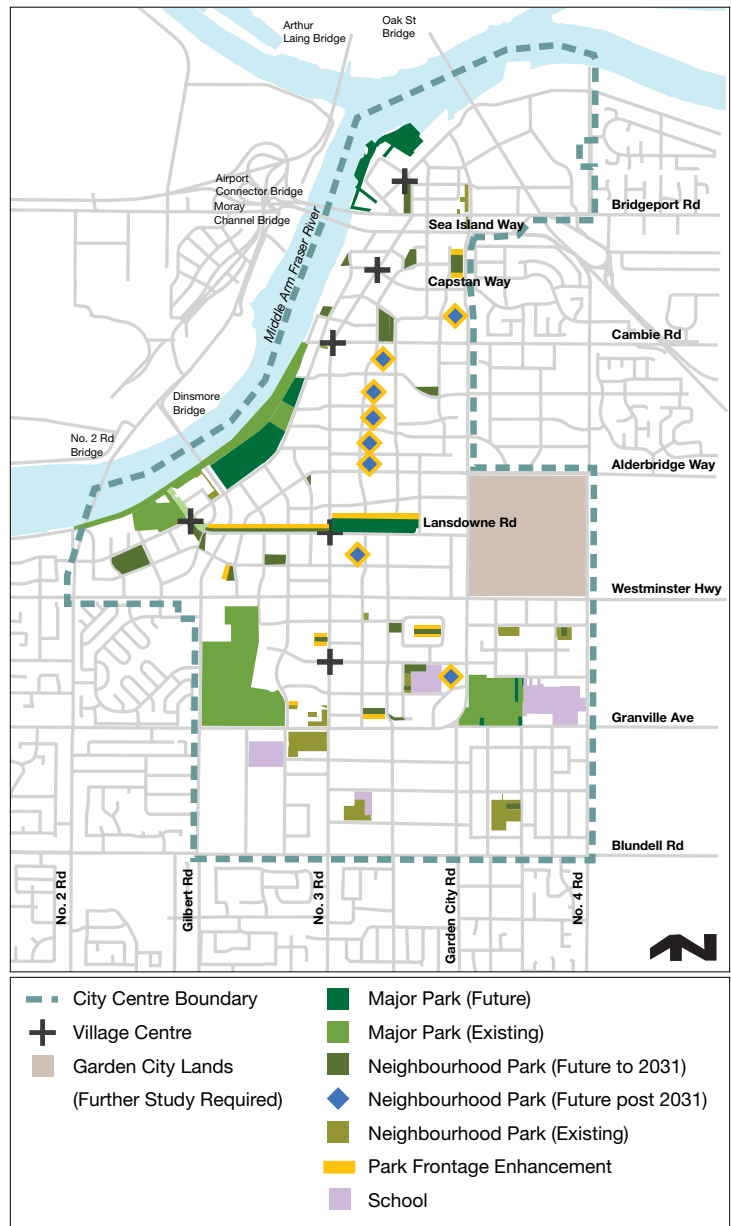 Arthur
Laing Bridge
Oak St
Bridge
Airport
Connector Bridge
Moray
Channel Bridge
Bridgeport Rd
Sea Island Way
Middle Arm Fraser River
Capstan Way
Cambie Rd
Dinsmore
Bridge
No. 2 Rd
Bridge
Alderbridge Way
Lansdowne Rd
Westminster Hwy
Granville Ave
Blundell Rd
No. 2 Rd
Gilbert Rd
No. 3 Rd
Garden City Rd
No. 4 Rd
N
City Centre Boundary
Village Centre
Garden City Lands
(Further Study Required)
Major Park (Future)
Major Park (Existing)
Neighbourhood Park (Future to 2031)
Neighbourhood Park (Future post 2031)
Neighbourhood Park (Existing)
Park Frontage Enhancement
School